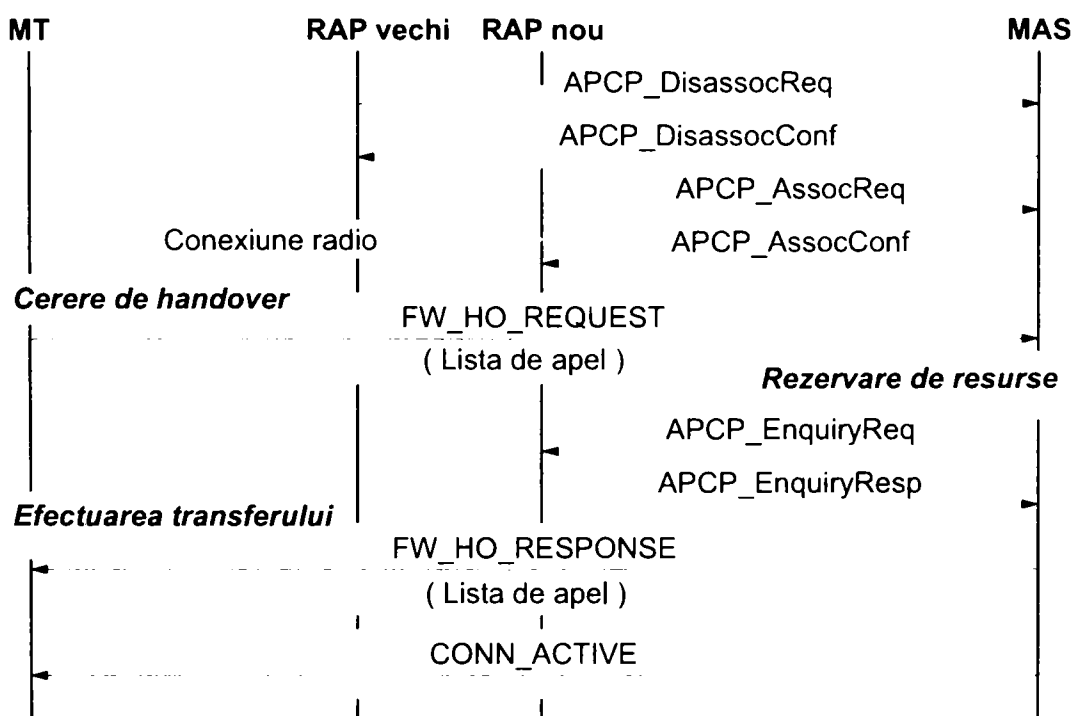 MT RAP vechi RAP nou MAS
APCP_DisassocReq
APCP_DisassocConf
APCP_AssocReq
Conexiune radio APCP_AssocConf
Cerere de handover
FW_HO_REQUEST
( Lista de apel )
Rezervare de resurse
APCP_EnquiryReq
APCP_EnquiryResp
Efectuarea transferului
FW_HO_RESPONSE
( Lista de apel )
CONN_ACTIVE